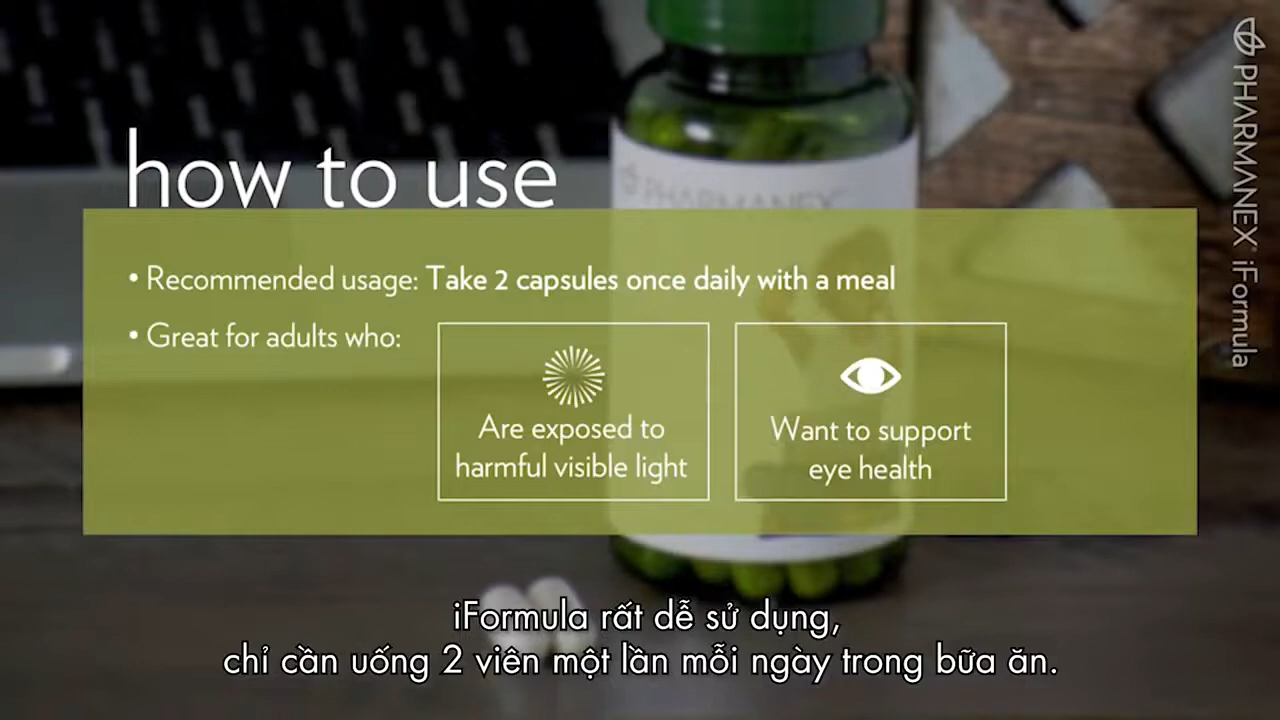 how to use
PHARMANEX
• Recommended usage: Take 2 capsules once daily with a meal
• Great for adults who:
Are exposed to
harmful visible light
Want to support
eye health
PHARMANEX® iFormula
iFormula rất dễ sử dụng,
chỉ cần uống 2 viên một lần mỗi ngày trong bữa ăn.